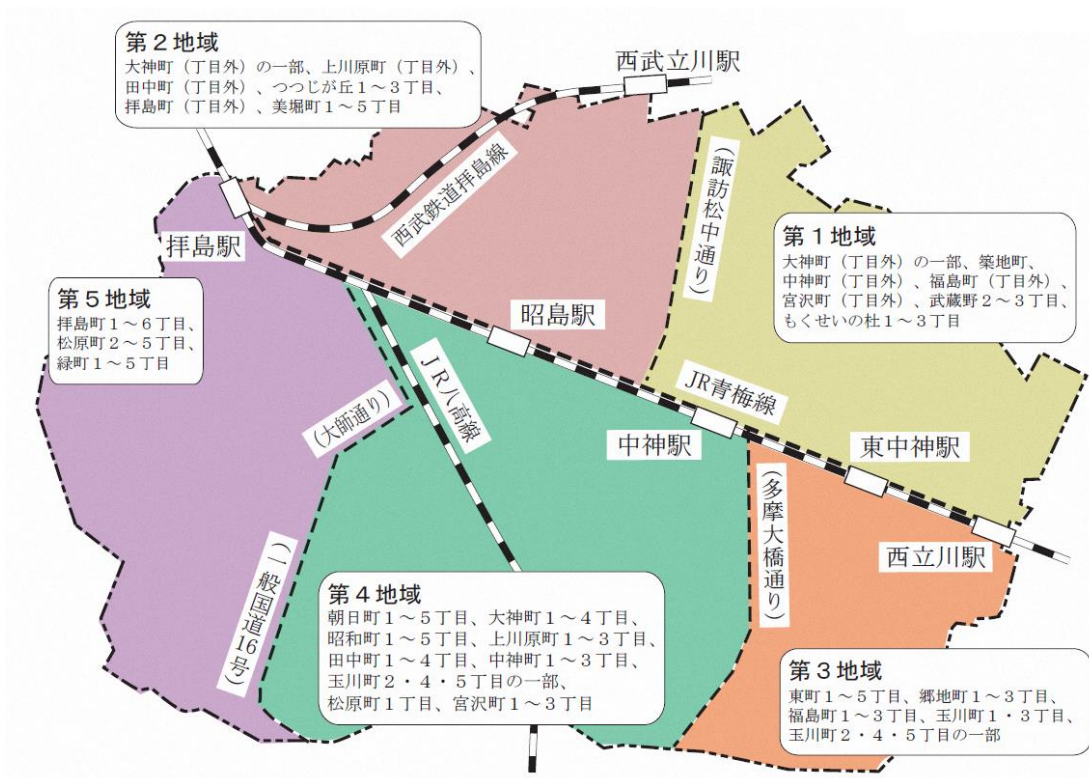 第２地域
大神町（丁目外）の一部、上川原町（丁目外）、
田中町（丁目外）、つつじが丘１～３丁目、
拝島町（丁目外）、美堀町１～５丁目
西武立川駅
西武鉄道拝島線
（諏訪松中通り）
拝島駅
第１地域
大神町（丁目外）の一部、築地町、
中神町（丁目外）、福島町（丁目外）、
宮沢町（丁目外）、武蔵野２～３丁目、
もくせいの杜１～３丁目
第５地域
拝島町１～６丁目、
松原町２～５丁目、
緑町１～５丁目
昭島駅
ＪＲ八高線
JR青梅線
（大師通り）
中神駅
東中神駅
（多摩大橋通り）
西立川駅
（一般国道16号）
第４地域
朝日町１～５丁目、大神町１～４丁目、
昭和町１～５丁目、上川原町１～３丁目、
田中町１～４丁目、中神町１～３丁目、
玉川町２・４・５丁目の一部、
松原町１丁目、宮沢町１～３丁目
第３地域
東町１～５丁目、郷地町１～３丁目、
福島町１～３丁目、玉川町１・３丁目、
玉川町２・４・５丁目の一部